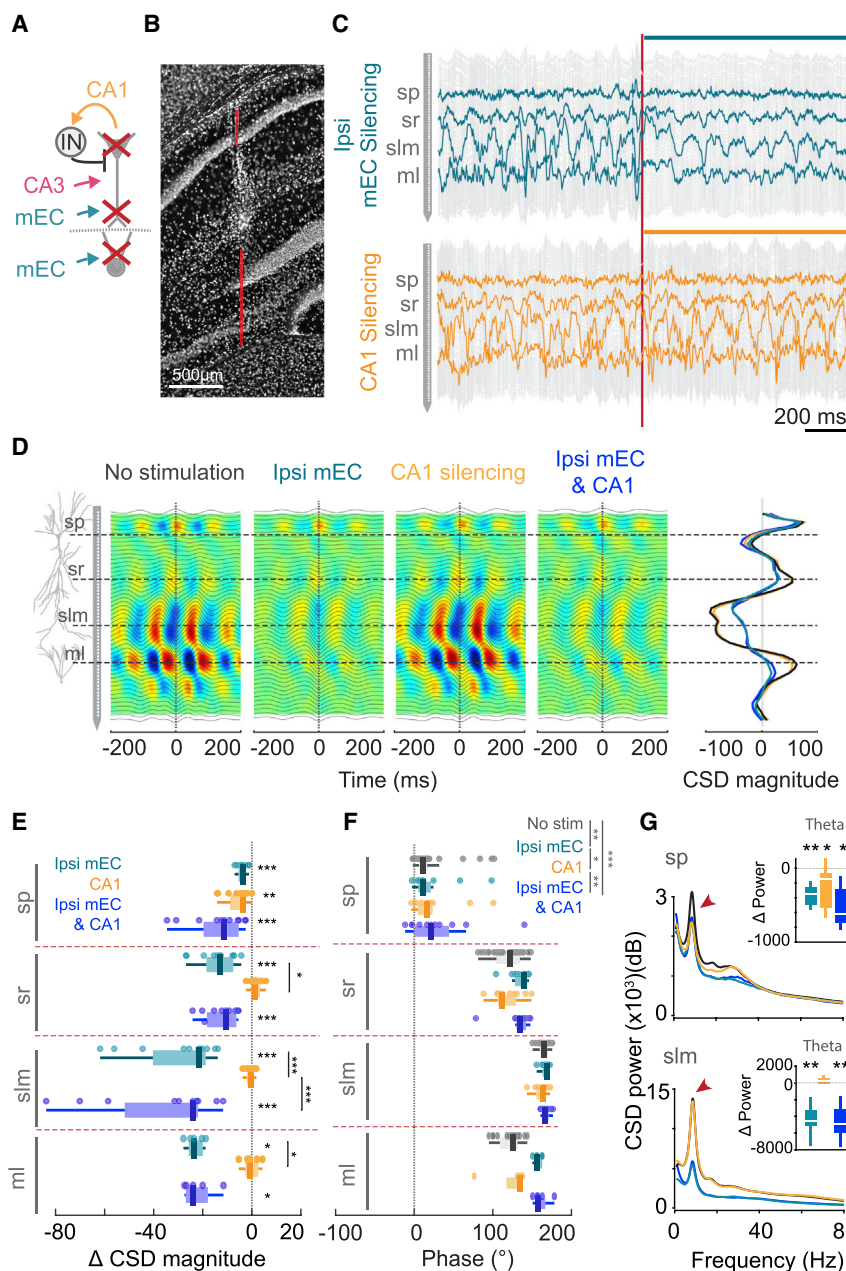 A
CA1
IN
CA3
mEC
mEC
B
500µm
C
Ipsi
mEC Silencing
sp
sr
slm
ml
CA1 Silencing
sp
sr
slm
ml
200 ms
D
No stimulation
Ipsi mEC
CA1 silencing
Ipsi mEC
& CA1
sp
sr
slm
ml
-200 0 200
-200 0 200
-200 0 200
-200 0 200
Time (ms)
-100 0 100
CSD magnitude
E
sp
sr
slm
ml
Ipsi mEC
CA1
Ipsi mEC
& CA1
***
**
***
***
*
***
***
***
***
***
*
*
*
-80 -40 0 20
Δ CSD magnitude
F
No stim
Ipsi mEC
CA1
Ipsi mEC
& CA1
**
*
**
***
sp
sr
slm
ml
-100 0 100 200
Phase (°)
G
sp
Theta
** * *
0
-1000
Δ Power
3
0
slm
Theta
** **
2000
0
-8000
Δ Power
15
0
CSD power (x10³)(dB)
0 40 8
Frequency (Hz)